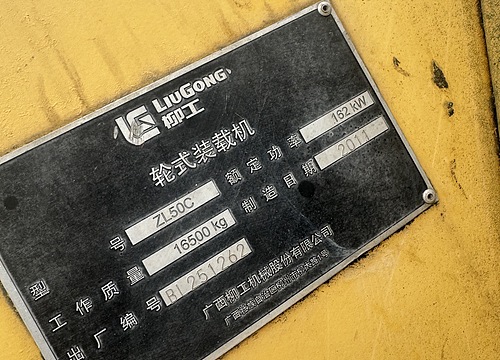 LIUGONG
柳工
轮式装载机
型号 ZL50C 额定功率 162 kW
工作质量 16500 kg 制造日期 2011
出厂编号 BL251262
广西柳工机械股份有限公司